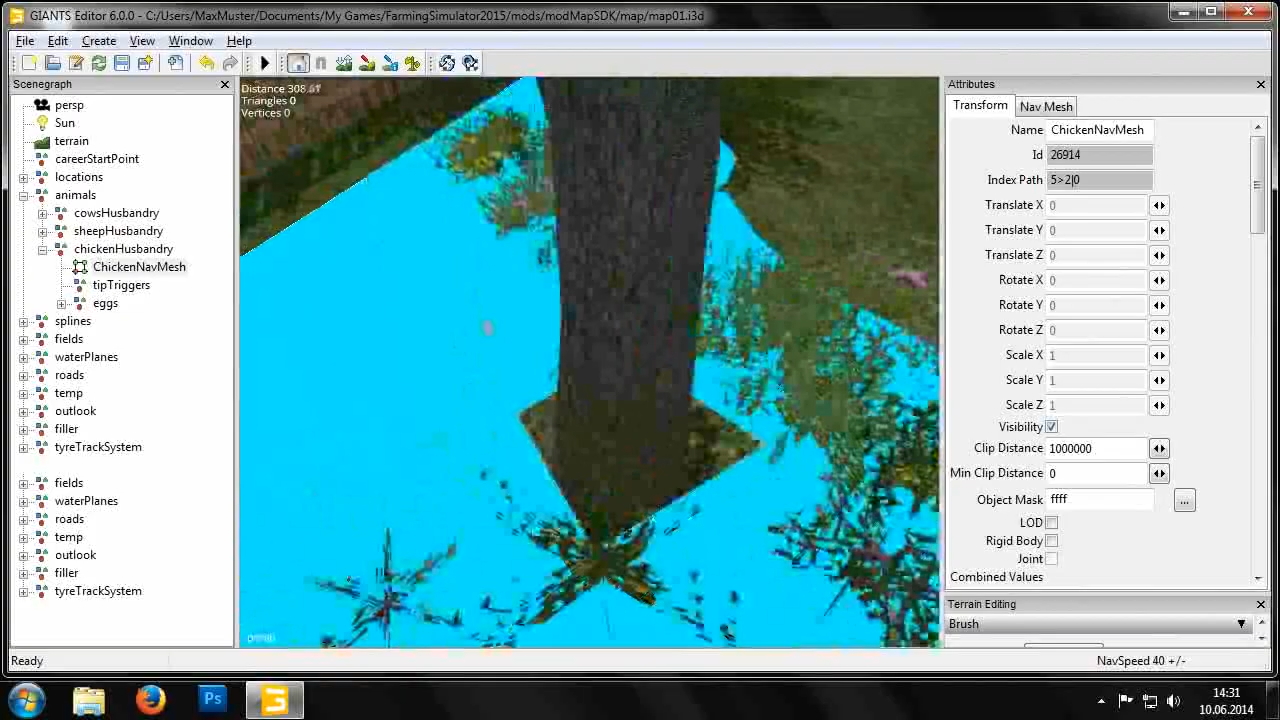 GIANTS Editor 6.0.0 - C:/Users/MaxMuster/Documents/My Games/FarmingSimulator2015/mods/modMapSDK/map/map01.i3d
File Edit Create View Window Help
Scenegraph
persp
Sun
terrain
careerStartPoint
locations
animals
cowsHusbandry
sheepHusbandry
chickenHusbandry
ChickenNavMesh
tipTriggers
eggs
splines
fields
waterPlanes
roads
temp
outlook
filler
tyreTrackSystem
fields
waterPlanes
roads
temp
outlook
filler
tyreTrackSystem
Distance 308.
Triangles 0
Vertices 0
persp
Attributes
Transform Nav Mesh
Name ChickenNavMesh
Id 26914
Index Path 5>2|0
Translate X 0
Translate Y 0
Translate Z 0
Rotate X 0
Rotate Y 0
Rotate Z 0
Scale X 1
Scale Y 1
Scale Z 1
Visibility
Clip Distance 1000000
Min Clip Distance 0
Object Mask ffff ...
LOD
Rigid Body
Joint
Combined Values
Terrain Editing
Brush
Ready
NavSpeed 40 +/-
Ps
14:31
10.06.2014